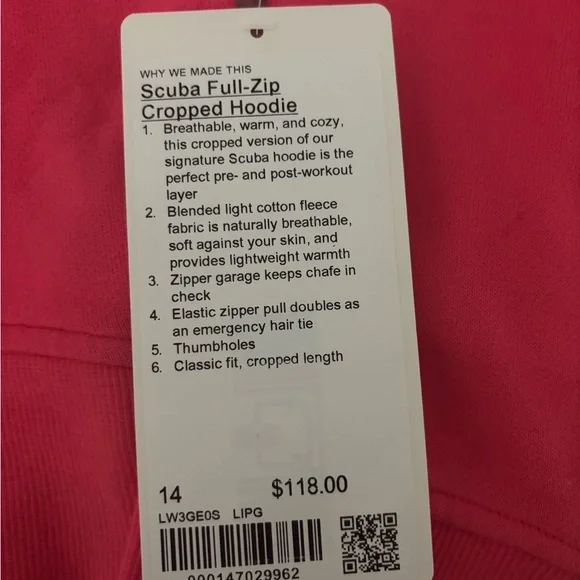 WHY WE MADE THIS
Scuba Full-Zip
Cropped Hoodie
1. Breathable, warm, and cozy,
this cropped version of our
signature Scuba hoodie is the
perfect pre- and post-workout
layer
2. Blended light cotton fleece
fabric is naturally breathable,
soft against your skin, and
provides lightweight warmth
3. Zipper garage keeps chafe in
check
4. Elastic zipper pull doubles as
an emergency hair tie
5. Thumbholes
6. Classic fit, cropped length
14 $118.00
LW3GE0S LIPG
000147029962